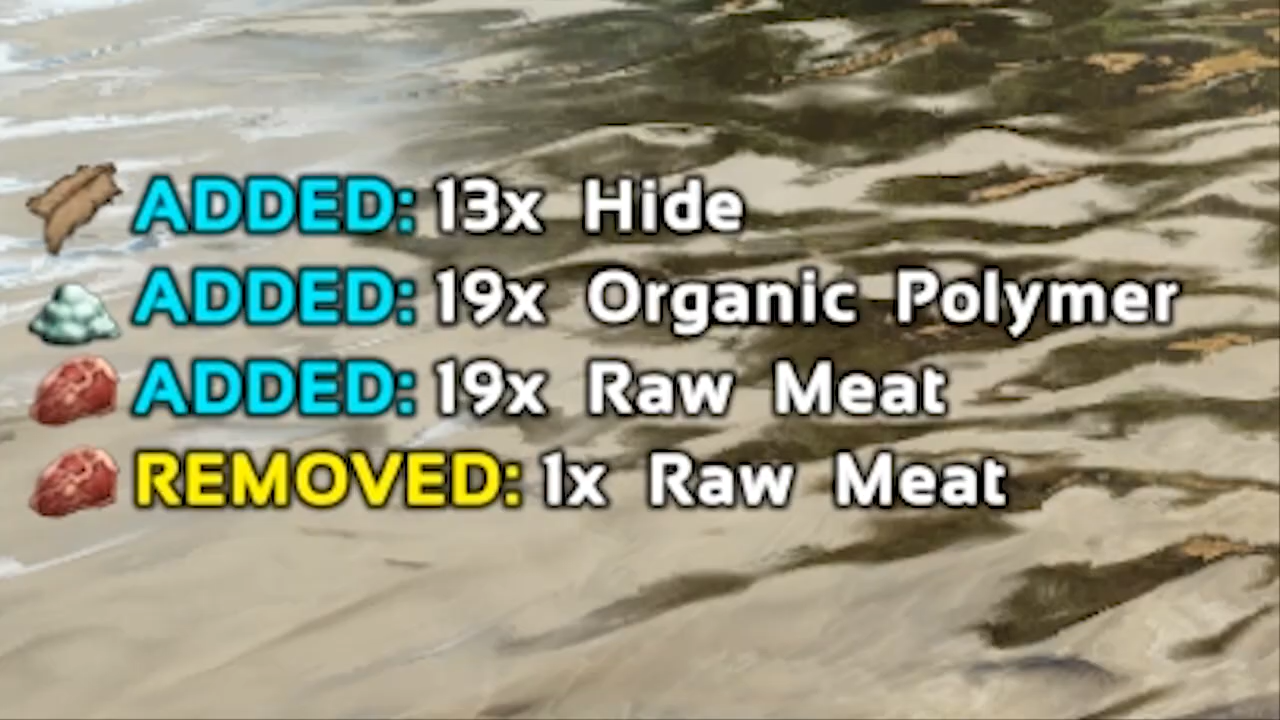 ADDED: 13x Hide
ADDED: 19x Organic Polymer
ADDED: 19x Raw Meat
REMOVED: 1x Raw Meat